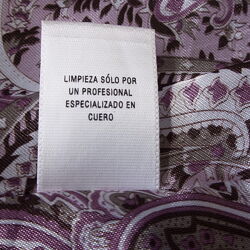 LIMPIEZA SÓLO POR
UN PROFESIONAL
ESPECIALIZADO EN
CUERO